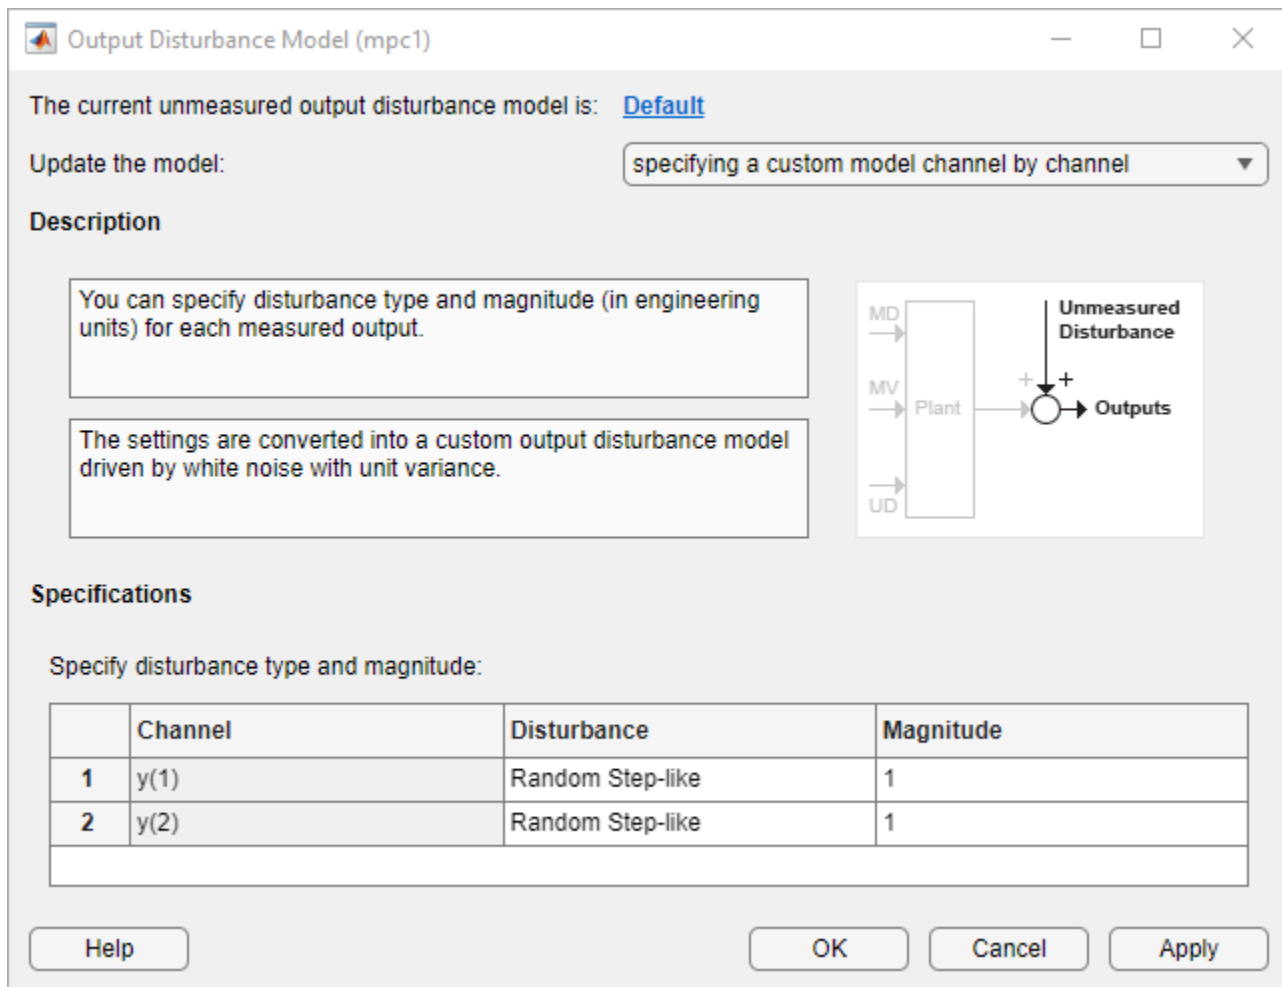 Output Disturbance Model (mpc1)
The current unmeasured output disturbance model is: Default
Update the model: specifying a custom model channel by channel
Description
You can specify disturbance type and magnitude (in engineering
units) for each measured output.
The settings are converted into a custom output disturbance model
driven by white noise with unit variance.
MD
MV
UD
Plant
Unmeasured
Disturbance
+ +
Outputs
Specifications
Specify disturbance type and magnitude:
Channel Disturbance Magnitude
1 y(1) Random Step-like 1
2 y(2) Random Step-like 1
Help OK Cancel Apply